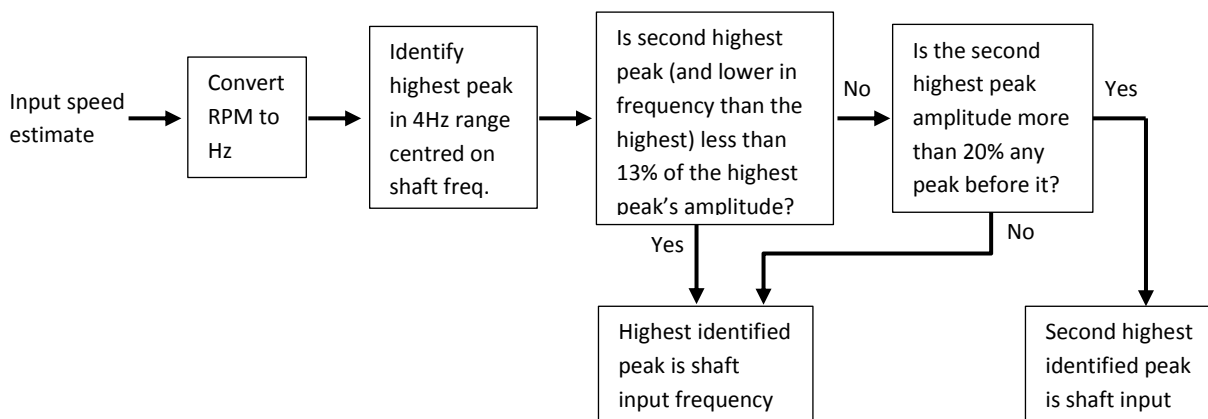 Input speed
estimate
Convert
RPM to
Hz
Identify
highest peak
in 4Hz range
centred on
shaft freq.
Is second highest
peak (and lower in
frequency than the
highest) less than
13% of the highest
peak's amplitude?
No
Is the second
highest peak
amplitude more
than 20% any
peak before it?
Yes
Yes
No
Highest identified
peak is shaft
input frequency
Second highest
identified peak
is shaft input